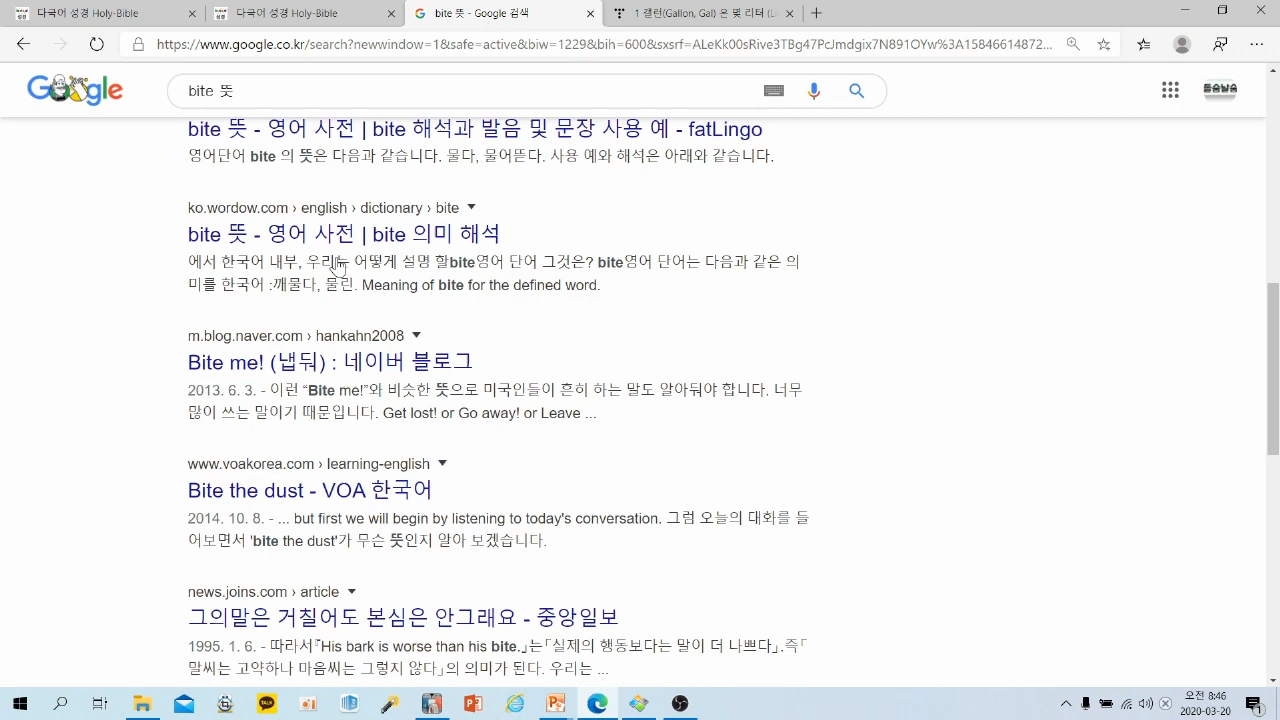 다국어 성경 Holy-Bible
다국어 성경 Holy-Bible
bite 뜻 - Google 검색
1 갤런(Gallon, Gal) 은 몇 리터 (Li
https://www.google.co.kr/search?newwindow=1&safe=active&biw=1229&bih=600&sxsrf=ALeKk00sRive3TBg47PcJmdgix7N891OYw%3A15846614872...
Google
bite 뜻
돌숨날숨
bite 뜻 - 영어 사전 | bite 해석과 발음 및 문장 사용 예 - fatLingo
영어단어 bite 의 뜻은 다음과 같습니다. 물다, 물어뜯다. 사용 예와 해석은 아래와 같습니다.
ko.wordow.com › english › dictionary › bite
bite 뜻 - 영어 사전 | bite 의미 해석
에서 한국어 내부, 우리는 어떻게 설명 할bite영어 단어 그것은? bite영어 단어는 다음과 같은 의
미를 한국어 :깨물다, 물린. Meaning of bite for the defined word.
m.blog.naver.com › hankahn2008
Bite me! (냅둬) : 네이버 블로그
2013. 6. 3. - 이런 “Bite me!”와 비슷한 뜻으로 미국인들이 흔히 하는 말도 알아둬야 합니다. 너무
많이 쓰는 말이기 때문입니다. Get lost! or Go away! or Leave ...
www.voakorea.com › learning-english
Bite the dust - VOA 한국어
2014. 10. 8. - ... but first we will begin by listening to today's conversation. 그럼 오늘의 대화를 들
어보면서 'bite the dust'가 무슨 뜻인지 알아 보겠습니다.
news.joins.com › article
그의말은 거칠어도 본심은 안그래요 - 중앙일보
1995. 1. 6. - 따라서『His bark is worse than his bite.』는「실제의 행동보다는 말이 더 나쁘다」,즉「
말씨는 고약하나 마음씨는 그렇지 않다」의 의미가 된다. 우리는 ...
TALK
오전 8:46
2020-03-20